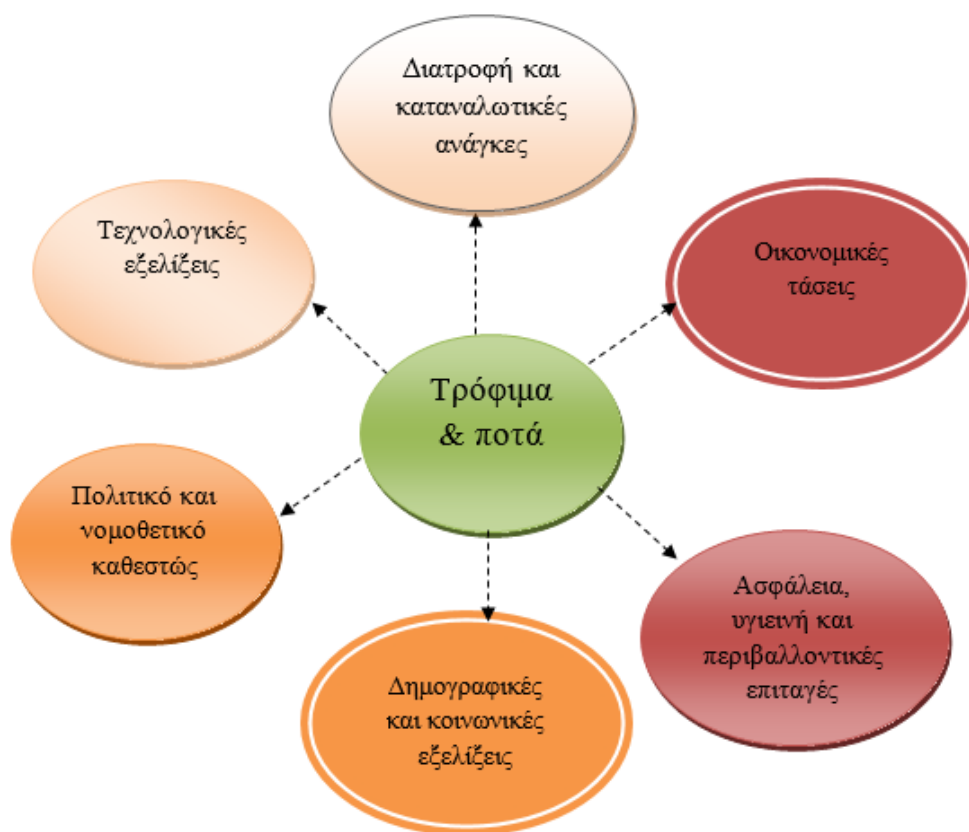 Διατροφή και
καταναλωτικές
ανάγκες
Τεχνολογικές
εξελίξεις
Οικονομικές
τάσεις
Τρόφιμα
& ποτά
Πολιτικό και
νομοθετικό
καθεστώς
Ασφάλεια,
υγιεινή και
περιβαλλοντικές
επιταγές
Δημογραφικές
και κοινωνικές
εξελίξεις